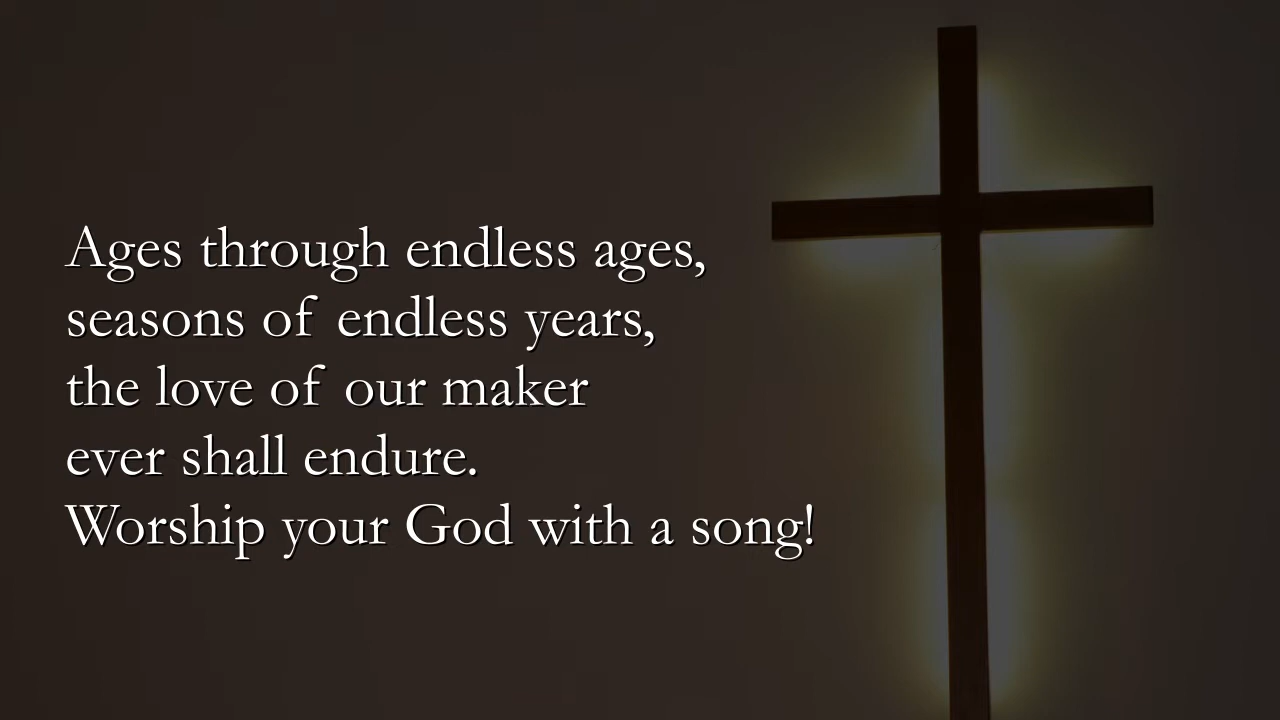 Ages through endless ages,
seasons of endless years,
the love of our maker
ever shall endure.
Worship your God with a song!